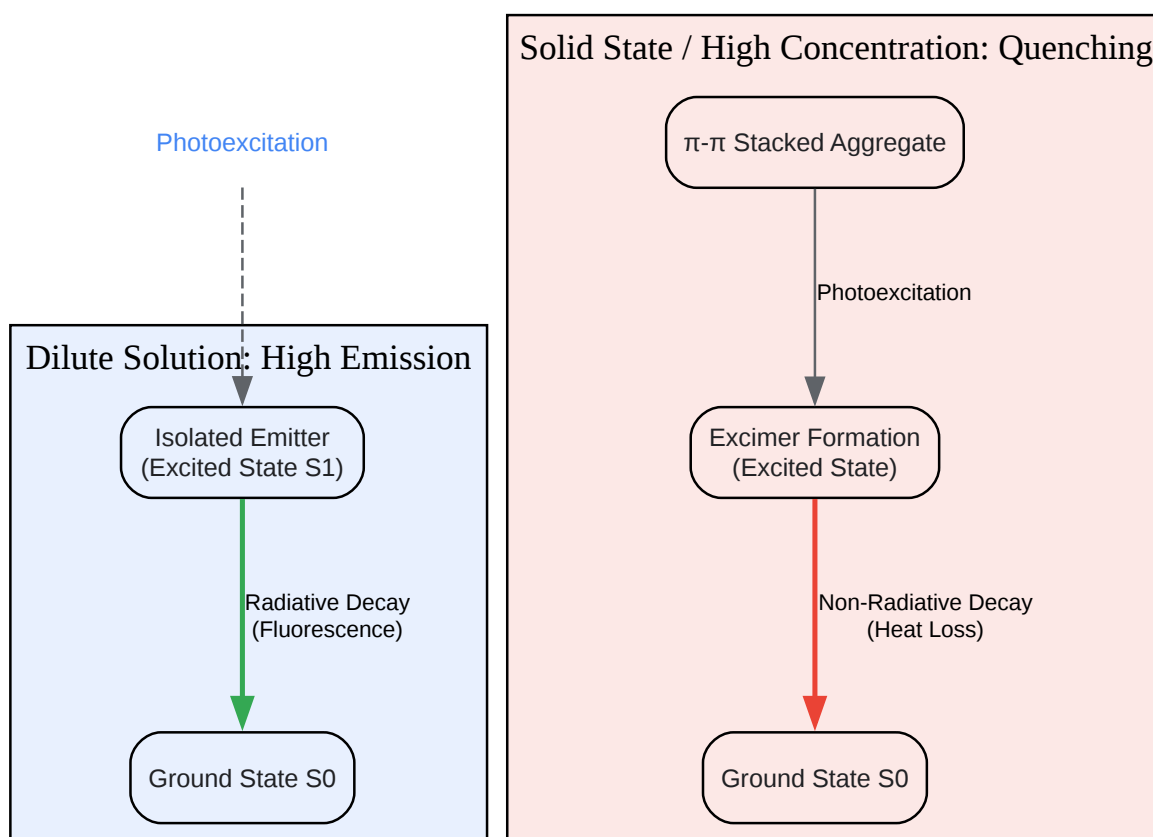 Photoexcitation
Dilute Solution: High Emission
Isolated Emitter
(Excited State S1)
Radiative Decay
(Fluorescence)
Ground State S0
Solid State / High Concentration: Quenching
π-π Stacked Aggregate
Photoexcitation
Excimer Formation
(Excited State)
Non-Radiative Decay
(Heat Loss)
Ground State S0